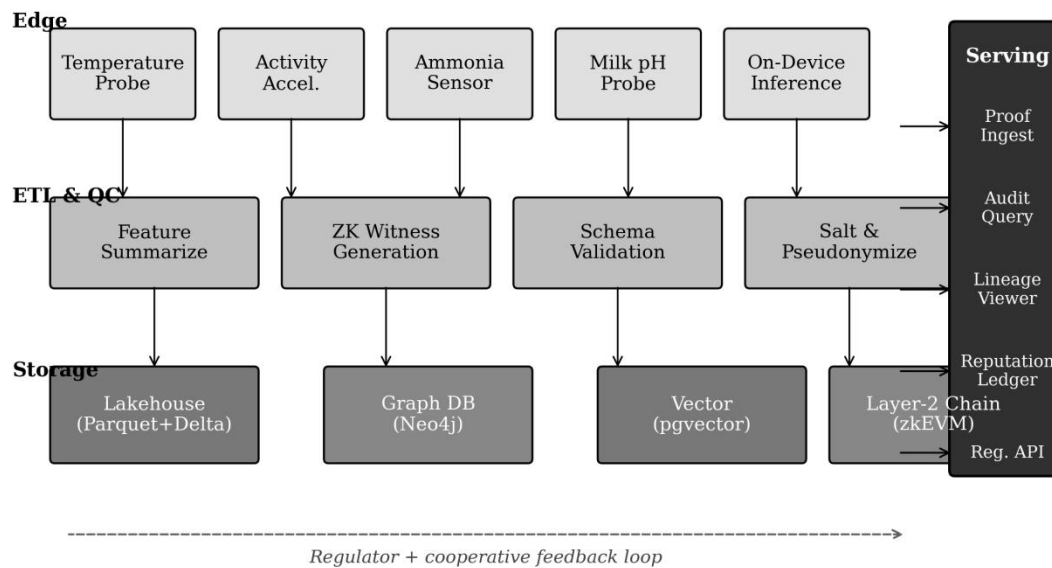 Edge
Temperature
Probe
Activity
Accel.
Ammonia
Sensor
Milk pH
Probe
On-Device
Inference
ETL & QC
Feature
Summarize
ZK Witness
Generation
Schema
Validation
Salt &
Pseudonymize
Storage
Lakehouse
(Parquet+Delta)
Graph DB
(Neo4j)
Vector
(pgvector)
Layer-2 Chain
(zkEVM)
Serving
Proof
Ingest
Audit
Query
Lineage
Viewer
Reputation
Ledger
Reg. API
Regulator + cooperative feedback loop